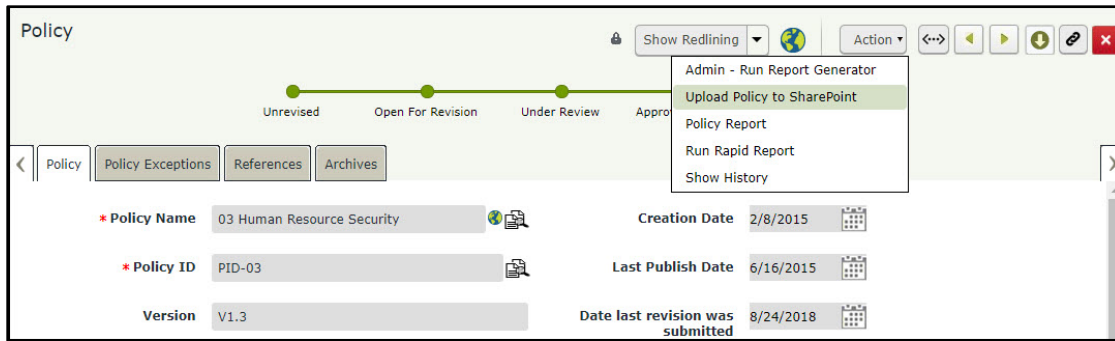 Policy
Show Redlining
Action
Admin - Run Report Generator
Upload Policy to SharePoint
Policy Report
Run Rapid Report
Show History
Unrevised
Open For Revision
Under Review
Policy
Policy Exceptions
References
Archives
* Policy Name 03 Human Resource Security
Creation Date 2/8/2015
* Policy ID PID-03
Last Publish Date 6/16/2015
Version V1.3
Date last revision was
submitted
8/24/2018